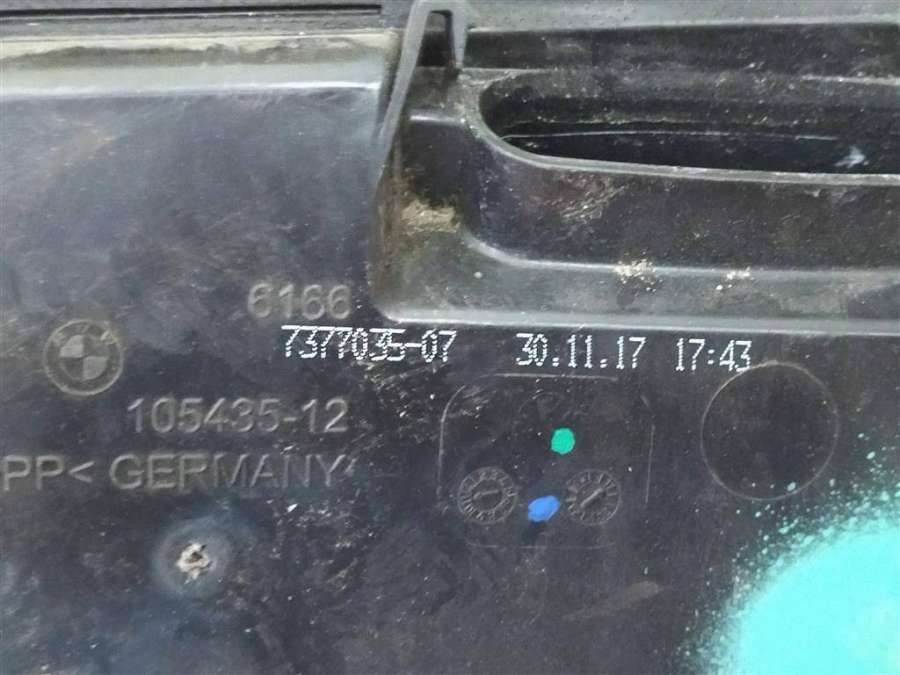 6166
7377035-07 30.11.17 17:43
105435-12
PP< GERMANY